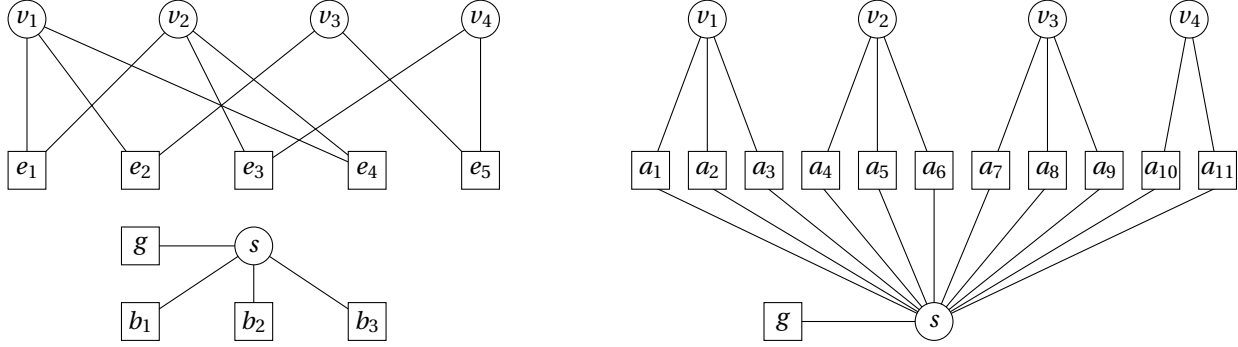 v₁ v₂ v₃ v₄
e₁ e₂ e₃ e₄ e₅
g s
b₁ b₂ b₃
v₁ v₂ v₃ v₄
a₁ a₂ a₃ a₄ a₅ a₆ a₇ a₈ a₉ a₁₀ a₁₁
g s